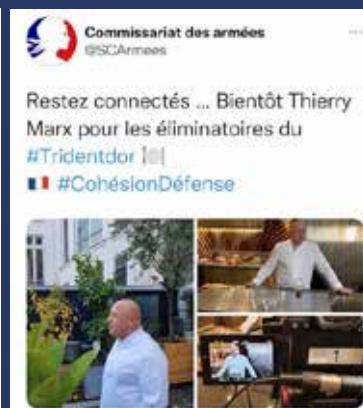 Commissariat des armées
@SCArmees
Restez connectés ... Bientôt Thierry
Marx pour les éliminatoires du
#Tridentdor 🍽
🇫🇷 #CohésionDéfense